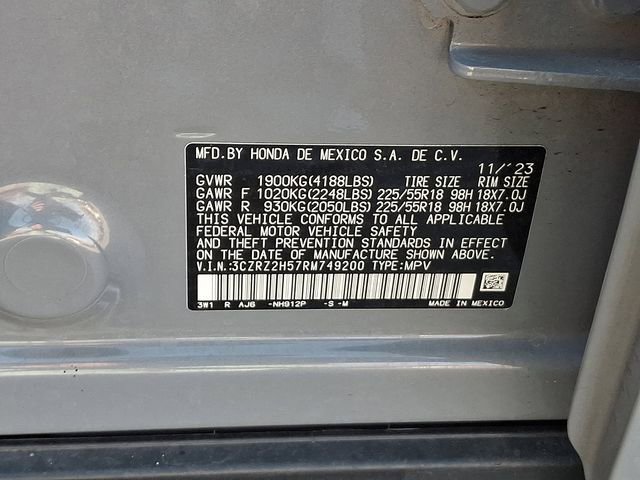 MFD.BY HONDA DE MEXICO S.A. DE C.V.
11/'23
GVWR 1900KG(4188LBS) TIRE SIZE RIM SIZE
GAWR F 1020KG(2248LBS) 225/55R18 98H 18X7.0J
GAWR R 930KG(2050LBS) 225/55R18 98H 18X7.0J
THIS VEHICLE CONFORMS TO ALL APPLICABLE
FEDERAL MOTOR VEHICLE SAFETY
AND THEFT PREVENTION STANDARDS IN EFFECT
ON THE DATE OF MANUFACTURE SHOWN ABOVE.
V.I.N.:3CZRZ2H57RM749200 TYPE:MPV
3W1 R AJ6 -NH912P -S -M MADE IN MEXICO